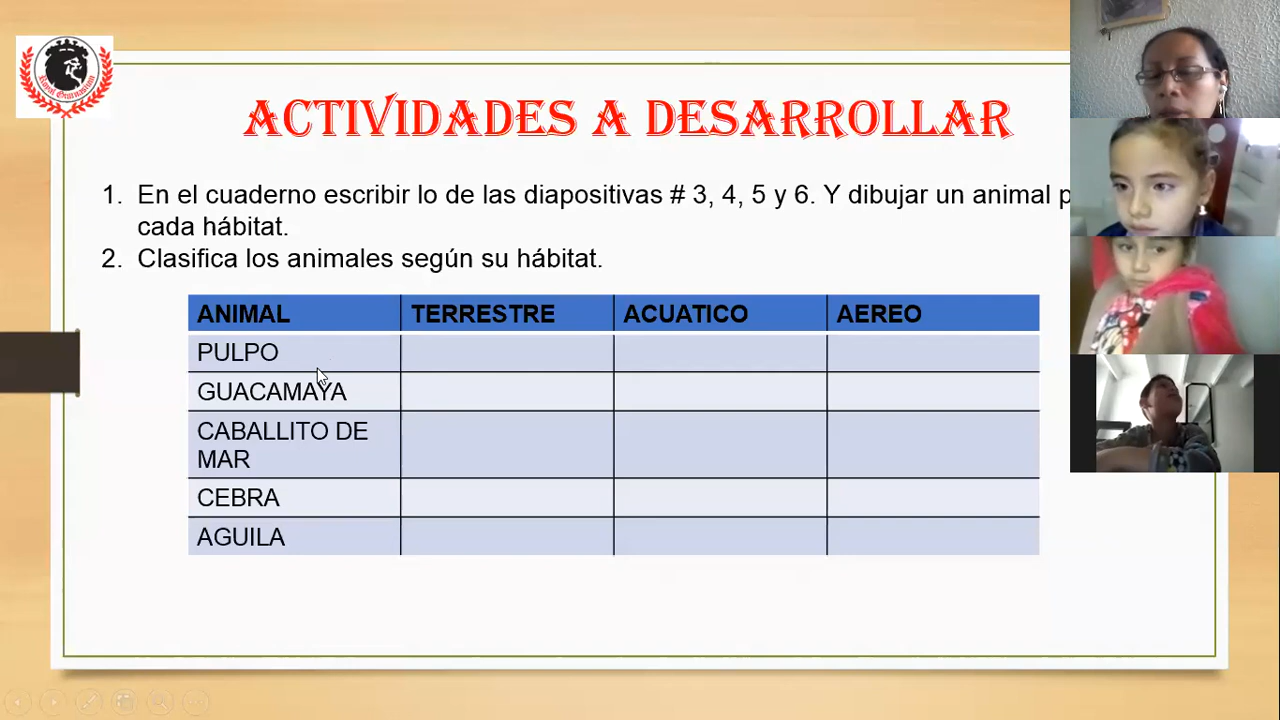 ACTIVIDADES A DESARROLLAR
1. En el cuaderno escribir lo de las diapositivas # 3, 4, 5 y 6. Y dibujar un animal
cada hábitat.
2. Clasifica los animales según su hábitat.
ANIMAL TERRESTRE ACUATICO AEREO
PULPO
GUACAMAYA
CABALLITO DE
MAR
CEBRA
AGUILA